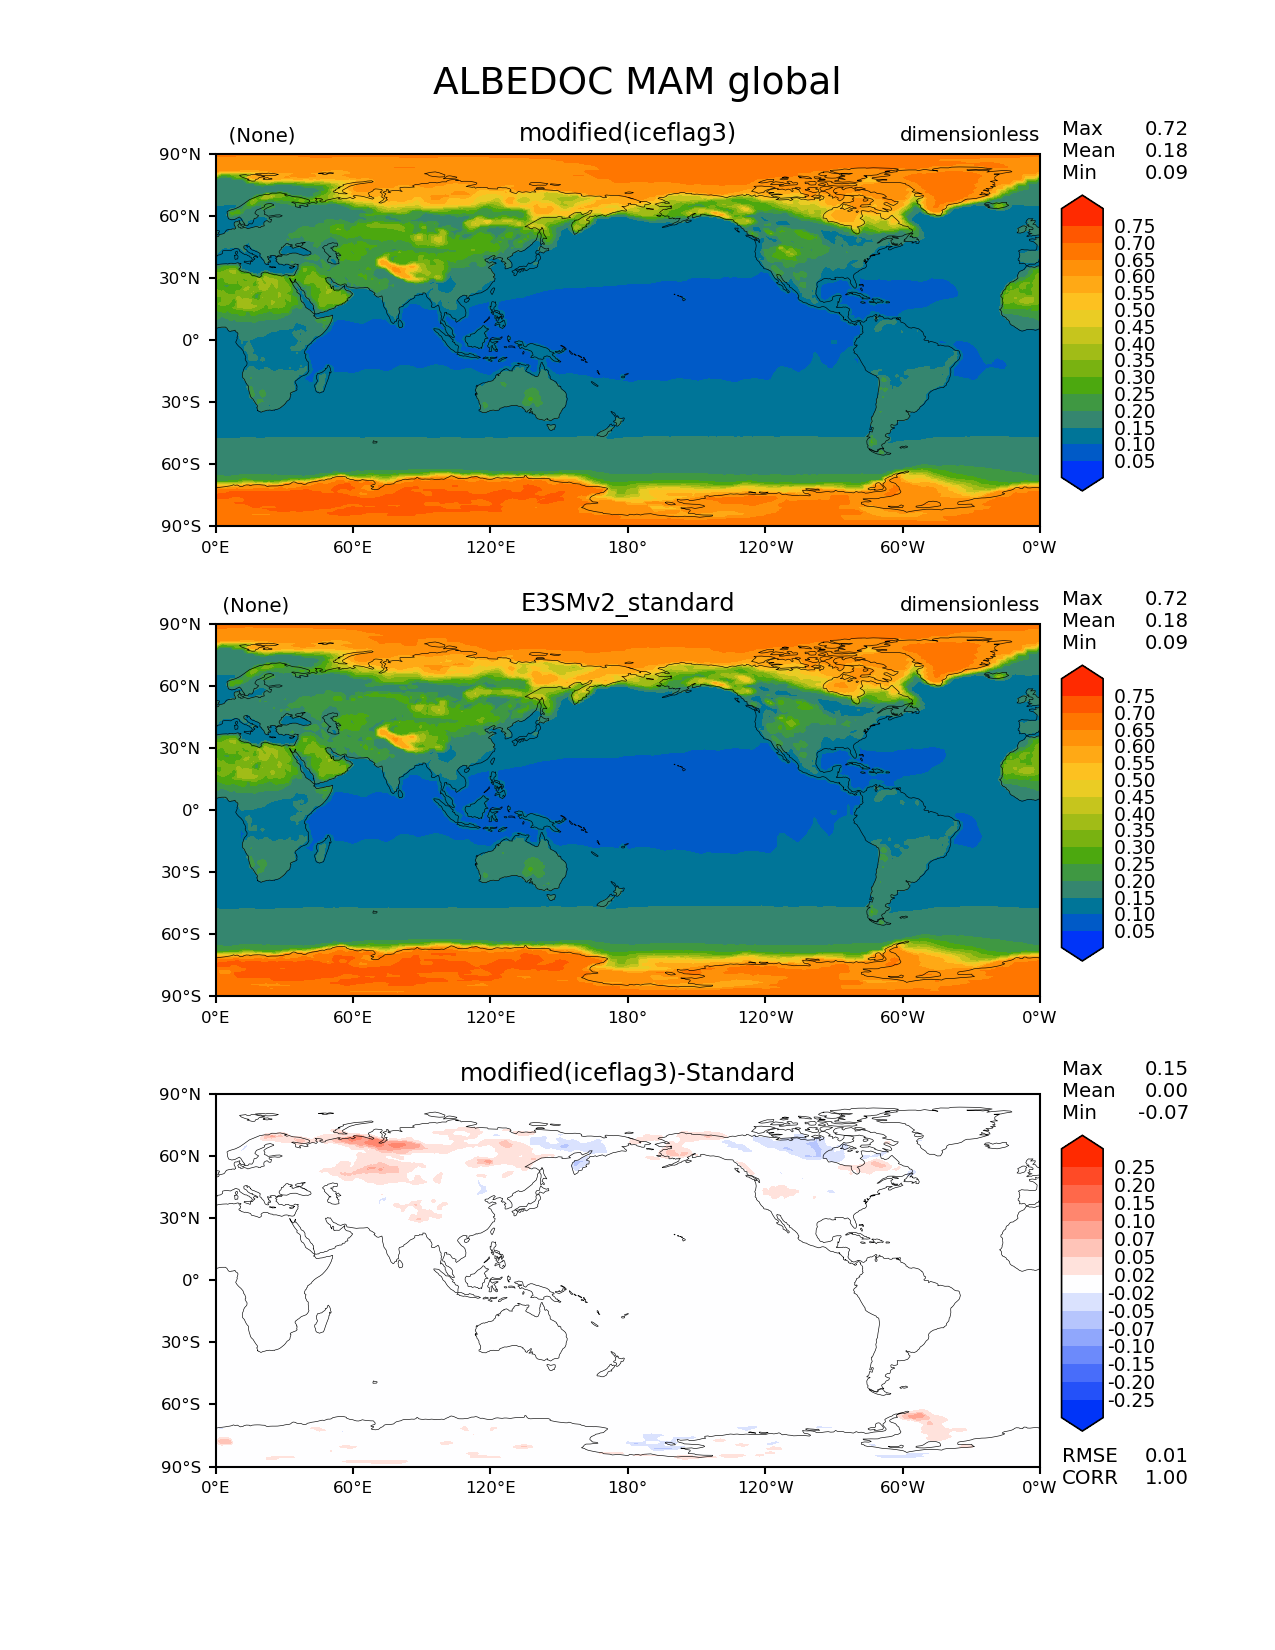 ALBEDOC MAM global
(None) modified(iceflag3) dimensionless
Max 0.72
Mean 0.18
Min 0.09
90°N
60°N
30°N
0°
30°S
60°S
90°S
0°E 60°E 120°E 180° 120°W 60°W 0°W
0.75
0.70
0.65
0.60
0.55
0.50
0.45
0.40
0.35
0.30
0.25
0.20
0.15
0.10
0.05
(None) E3SMv2_standard dimensionless
Max 0.72
Mean 0.18
Min 0.09
90°N
60°N
30°N
0°
30°S
60°S
90°S
0°E 60°E 120°E 180° 120°W 60°W 0°W
0.75
0.70
0.65
0.60
0.55
0.50
0.45
0.40
0.35
0.30
0.25
0.20
0.15
0.10
0.05
modified(iceflag3)-Standard
Max 0.15
Mean 0.00
Min -0.07
90°N
60°N
30°N
0°
30°S
60°S
90°S
0°E 60°E 120°E 180° 120°W 60°W 0°W
0.25
0.20
0.15
0.10
0.07
0.05
0.02
-0.02
-0.05
-0.07
-0.10
-0.15
-0.20
-0.25
RMSE 0.01
CORR 1.00